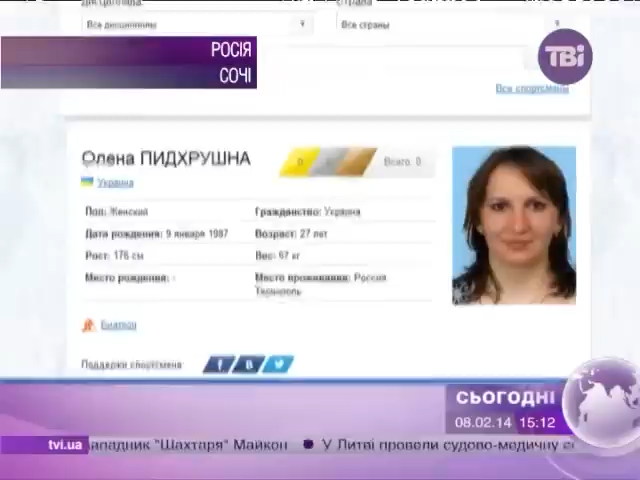 РОСІЯ
СОЧІ
ТВі
Все дисциплины
Все страны
Все спортсмены
Олена ПИДХРУШНА
0
Всего: 0
Украина
Пол: Женский
Гражданство: Украина
Дата рождения: 9 января 1987
Возраст: 27 лет
Рост: 176 см
Вес: 67 кг
Место рождения: -
Место проживания: Россия
Тернополь
Биатлон
Поддержи спортсмена
СЬОГОДНІ
08.02.14 15:12
tvi.ua
ападник "Шахтаря" Майкон
У Литві провели судово-медичну